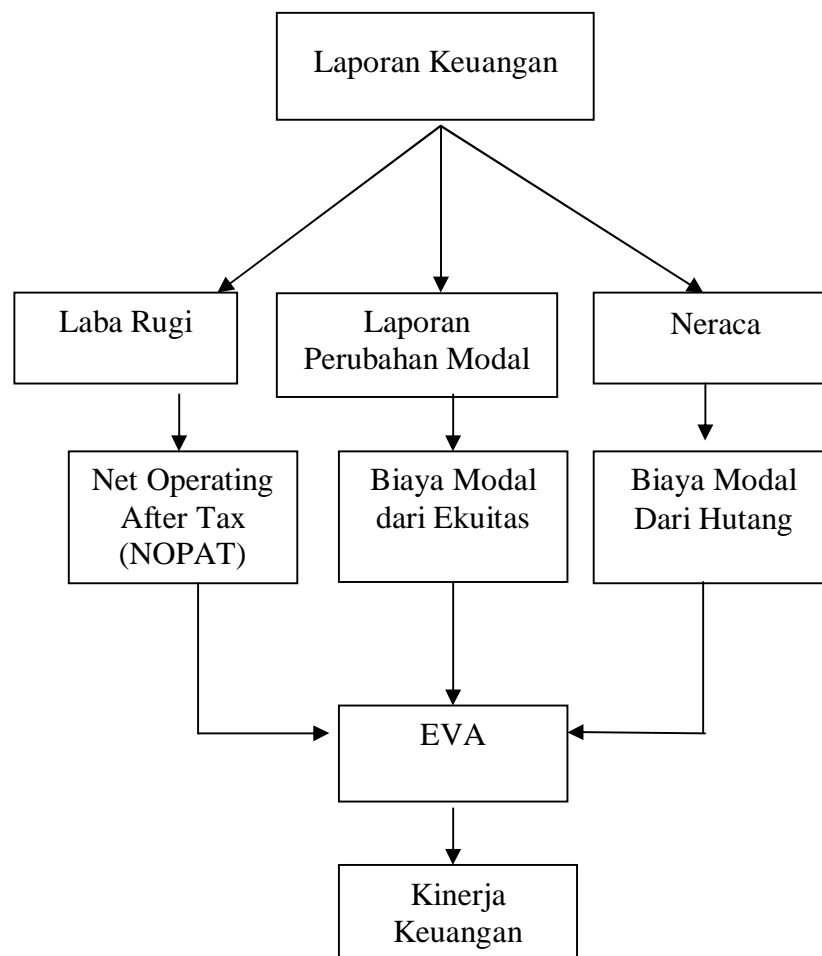 Laporan Keuangan
Laba Rugi
Laporan
Perubahan Modal
Neraca
Net Operating
After Tax
(NOPAT)
Biaya Modal
dari Ekuitas
Biaya Modal
Dari Hutang
EVA
Kinerja
Keuangan